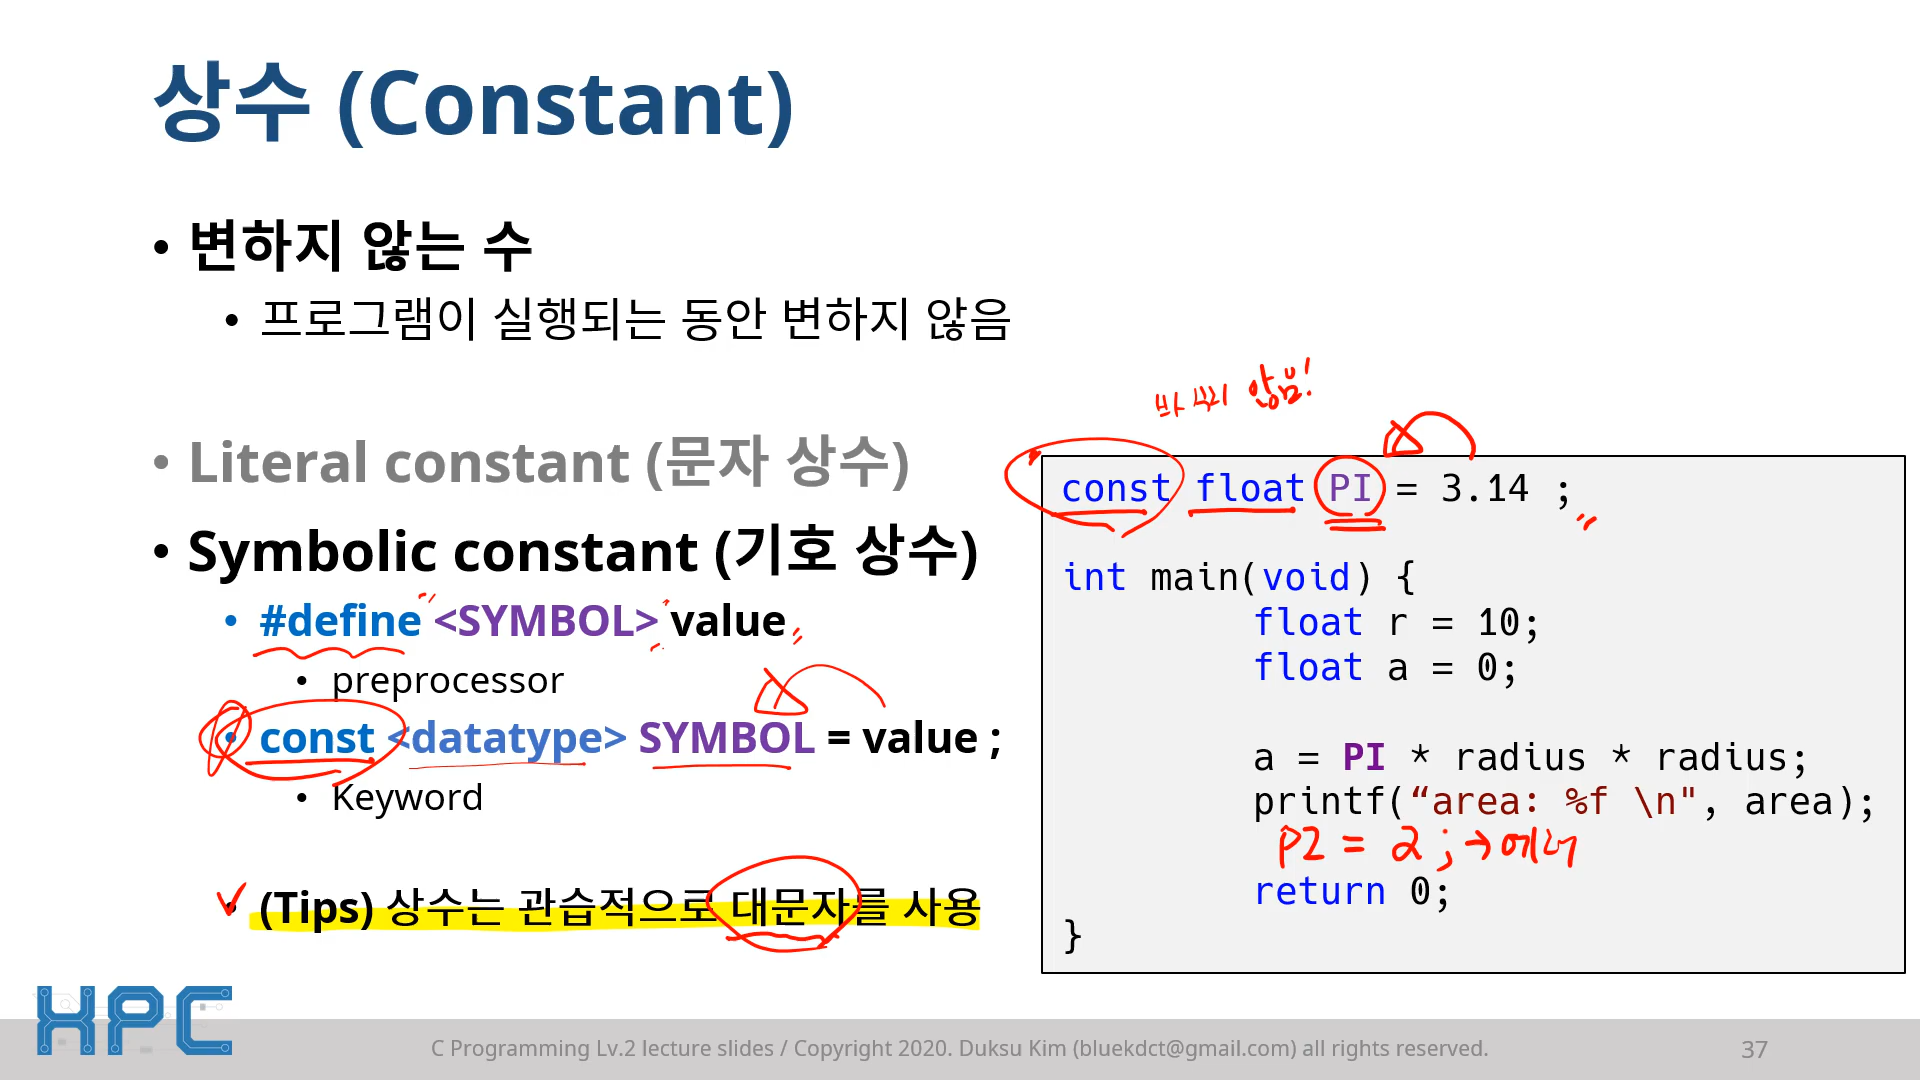 상수 (Constant)
• 변하지 않는 수
• 프로그램이 실행되는 동안 변하지 않음
• Literal constant (문자 상수)
• Symbolic constant (기호 상수)
• #define <SYMBOL> value
• preprocessor
• const <datatype> SYMBOL = value ;
• Keyword
• (Tips) 상수는 관습적으로 대문자를 사용
않음!
const float PI = 3.14 ;
int main(void) {
float r = 10;
float a = 0;
a = PI * radius * radius;
printf(“area: %f \n", area);
PI = 2 ; → 에러
return 0;
}
HPC
C Programming Lv.2 lecture slides / Copyright 2020. Duksu Kim (bluekdct@gmail.com) all rights reserved.
37